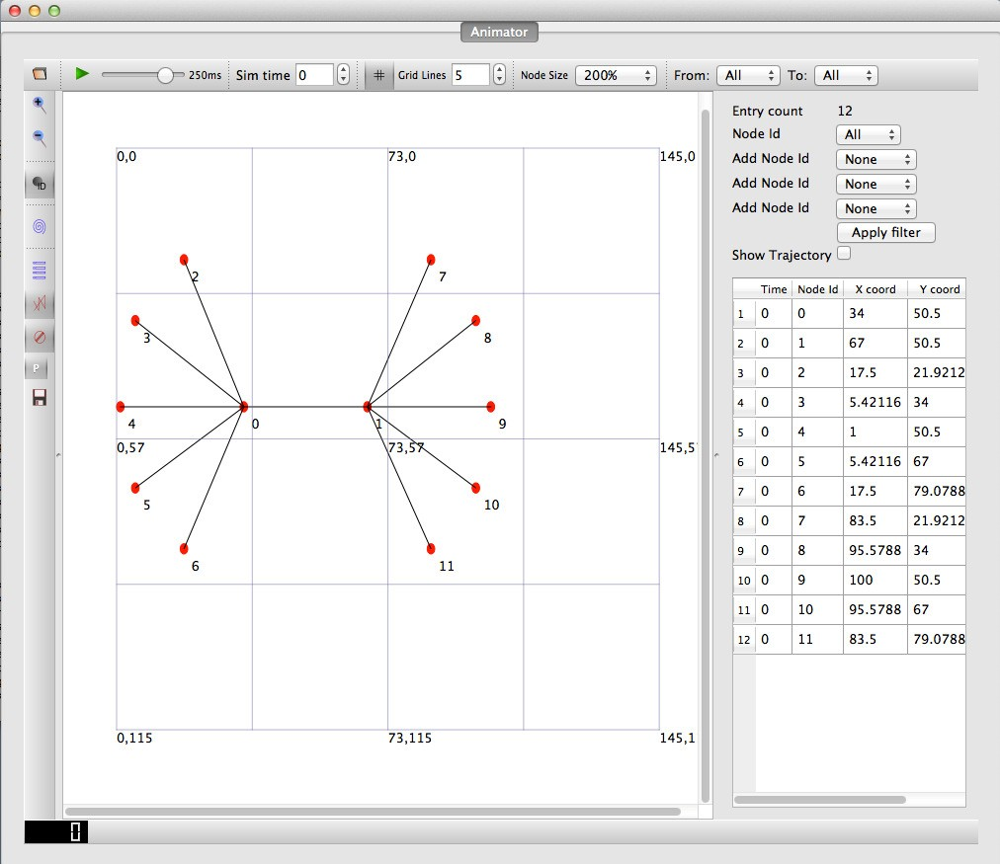 Animator
250ms Sim time 0 # Grid Lines 5 Node Size 200% From: All To: All
ID
P
0,0 73,0 145,0
2 7
3 8
4 0 1 9
0,57 73,57 145,5
5 10
6 11
0,115 73,115 145,1
Entry count 12
Node Id All
Add Node Id None
Add Node Id None
Add Node Id None
Apply filter
Show Trajectory
Time Node Id X coord Y coord
1 0 0 34 50.5
2 0 1 67 50.5
3 0 2 17.5 21.9212
4 0 3 5.42116 34
5 0 4 1 50.5
6 0 5 5.42116 67
7 0 6 17.5 79.0788
8 0 7 83.5 21.9212
9 0 8 95.5788 34
10 0 9 100 50.5
11 0 10 95.5788 67
12 0 11 83.5 79.0788
0